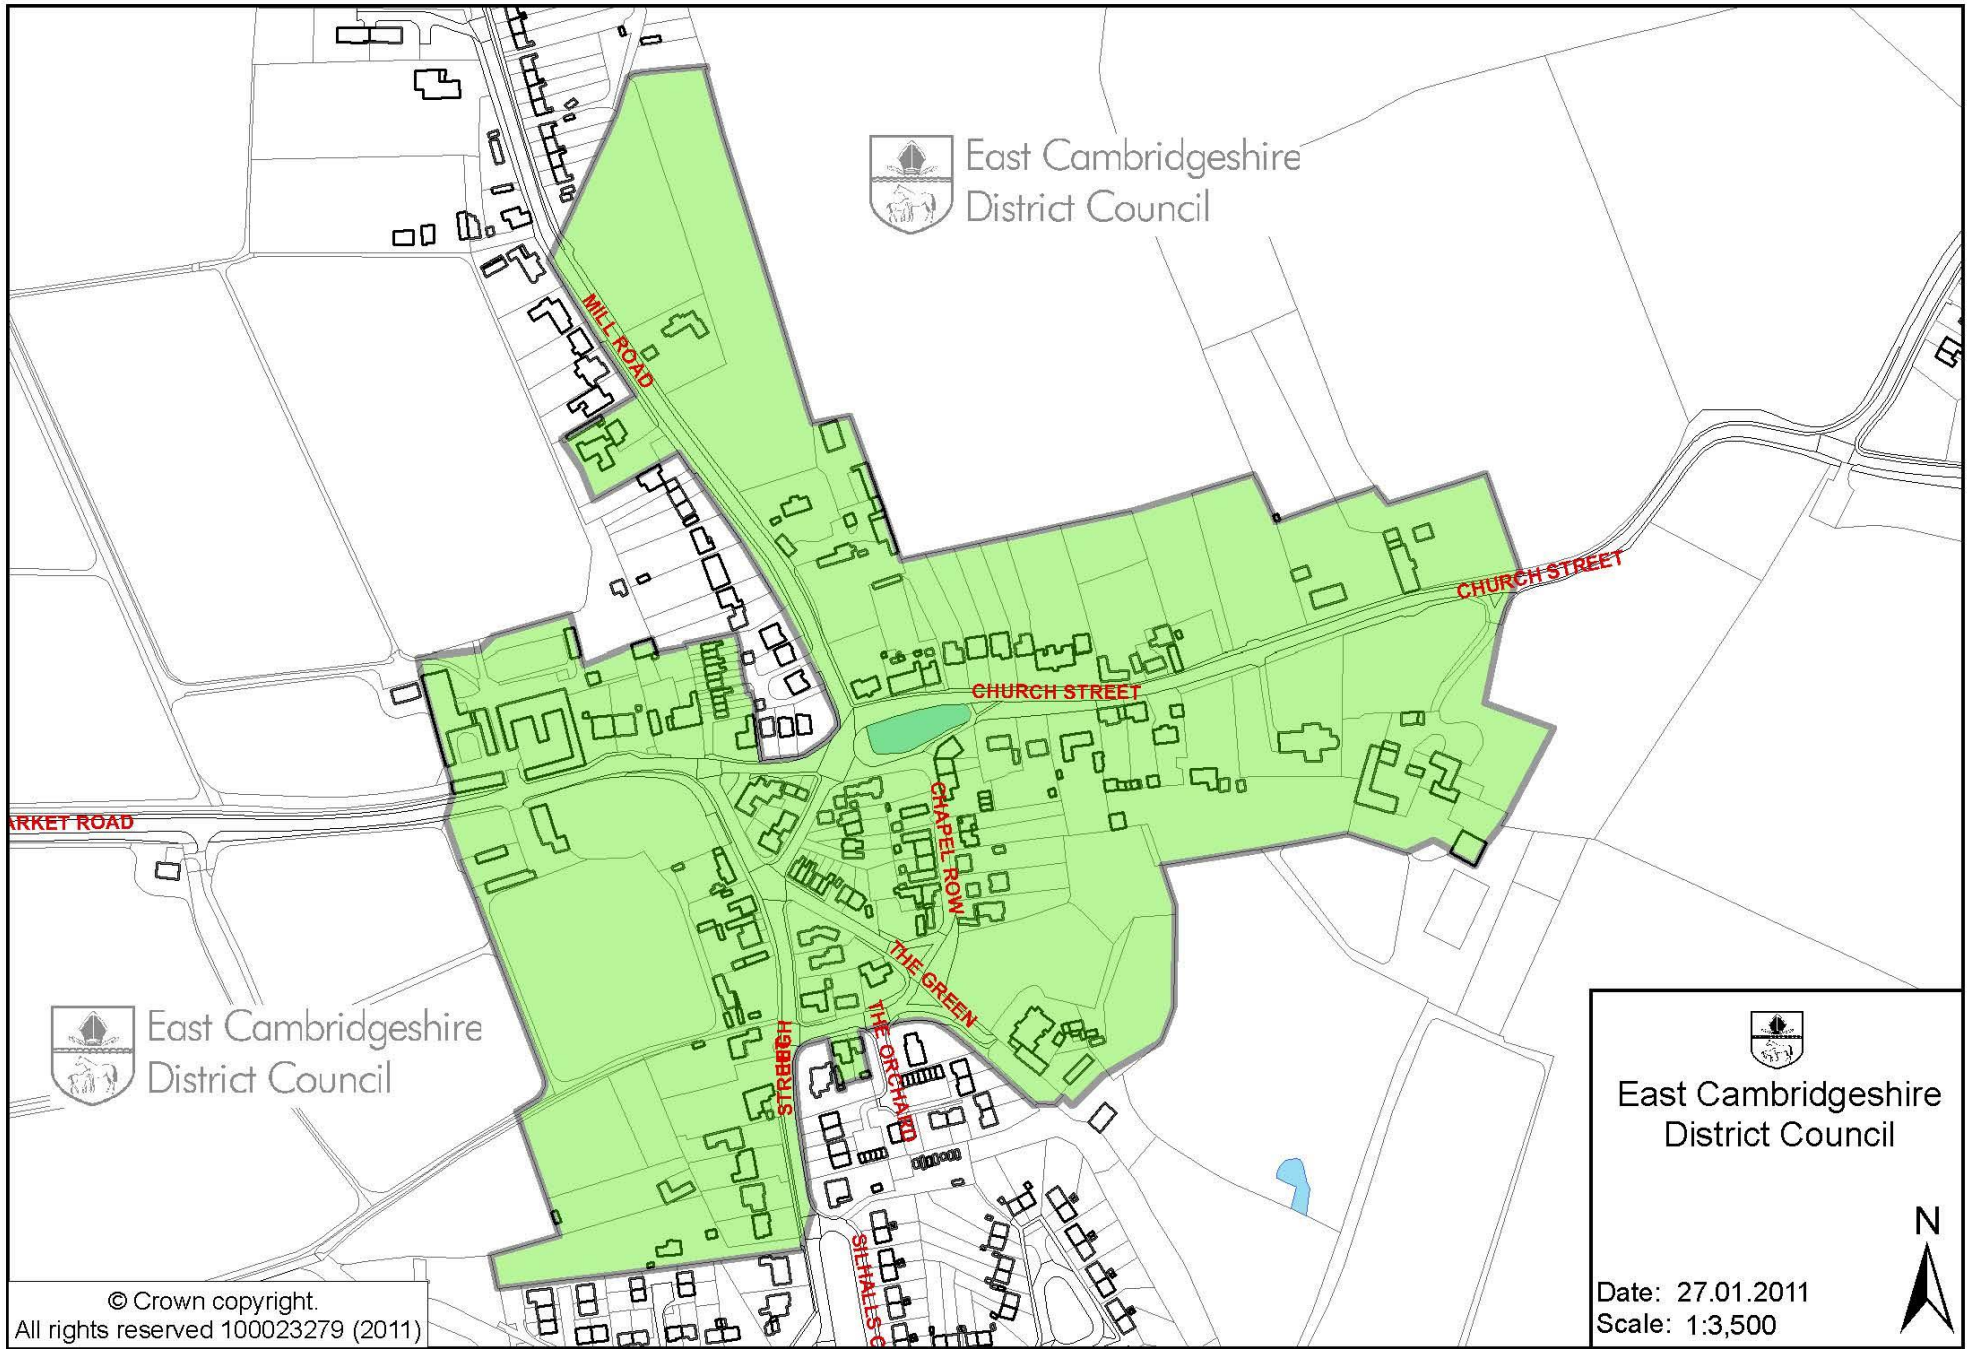 East Cambridgeshire
District Council
MILL ROAD
CHURCH STREET
CHURCH STREET
ARKET ROAD
CHAPEL ROW
THE GREEN
THE ORCHARD
STREET
East Cambridgeshire
District Council
SILHALLS C
East Cambridgeshire
District Council
N
Date: 27.01.2011
Scale: 1:3,500
© Crown copyright.
All rights reserved 100023279 (2011)